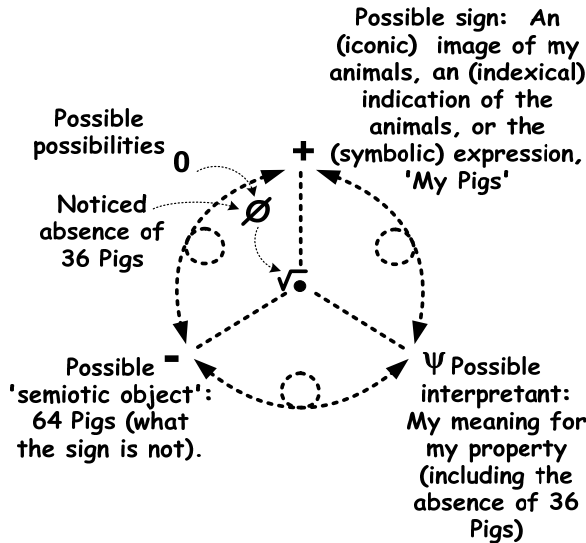 Possible sign: An
(iconic) image of my
animals, an (indexical)
indication of the
animals, or the
(symbolic) expression,
'My Pigs'
Possible
possibilities
0
+
Noticed
absence of
36 Pigs
Ø
√•
-
Possible
'semiotic object':
64 Pigs (what
the sign is not).
Ψ Possible
interpretant:
My meaning for
my property
(including the
absence of 36
Pigs)